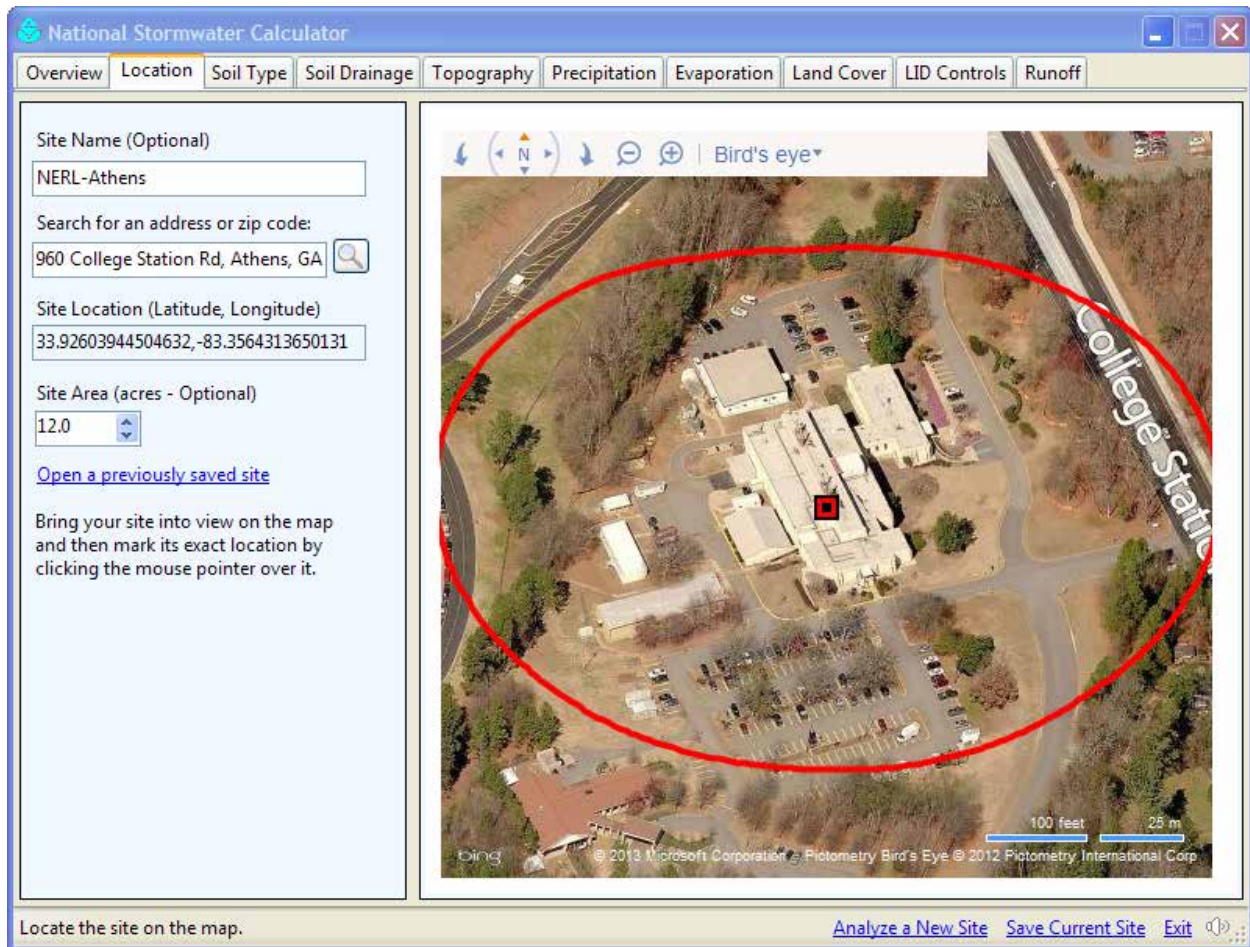 National Stormwater Calculator
Overview Location Soil Type Soil Drainage Topography Precipitation Evaporation Land Cover LID Controls Runoff
Site Name (Optional)
NERL-Athens
Search for an address or zip code:
960 College Station Rd, Athens, GA
Site Location (Latitude, Longitude)
33.92603944504632,-83.3564313650131
Site Area (acres - Optional)
12.0
Open a previously saved site
Bring your site into view on the map
and then mark its exact location by
clicking the mouse pointer over it.
N Bird's eye
College Statio
100 feet 25 m
bing © 2013 Microsoft Corporation Pictometry Bird's Eye © 2012 Pictometry International Corp
Locate the site on the map. Analyze a New Site Save Current Site Exit